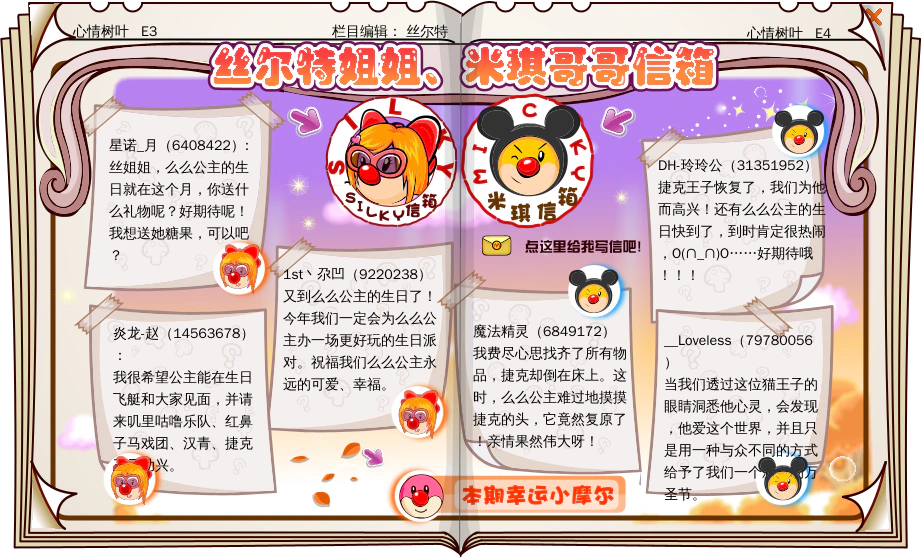 心情树叶 E3
栏目编辑： 丝尔特
心情树叶 E4
丝尔特姐姐、米琪哥哥信箱
星诺_月（6408422）：
丝姐姐，么么公主的生
日就在这个月，你送什
么礼物呢？好期待呢！
我想送她糖果，可以吧
？
炎龙-赵（14563678）
：
我很希望公主能在生日
飞艇和大家见面，并请
来叽里咕噜乐队、红鼻
子马戏团、汉青、捷克
功兴。
SILKY
SILKY信箱
1st丶尕凹（9220238）
又到么么公主的生日了！
今年我们一定会为么么公
主办一场更好玩的生日派
对。祝福我们么么公主永
远的可爱、幸福。
MICKY
米琪信箱
点这里给我写信吧！
魔法精灵（6849172）
我费尽心思找齐了所有物
品，捷克却倒在床上。这
时，么么公主难过地摸摸
捷克的头，它竟然复原了
！亲情果然伟大呀！
DH-玲玲公（31351952）
捷克王子恢复了，我们为他
而高兴！还有么么公主的生
日快到了，到时肯定很热闹
，O(∩_∩)O……好期待哦
！！！
__Loveless（79780056
）
当我们透过这位猫王子的
眼睛洞悉他心灵，会发现
，他爱这个世界，并且只
是用一种与众不同的方式
给予了我们一个 万
圣节。
本期幸运小摩尔